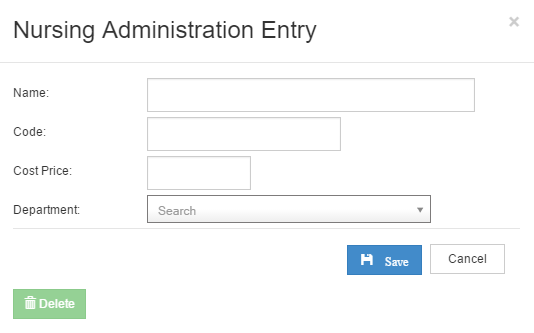 Nursing Administration Entry ×
Name:
Code:
Cost Price:
Department: Search
Save Cancel
Delete